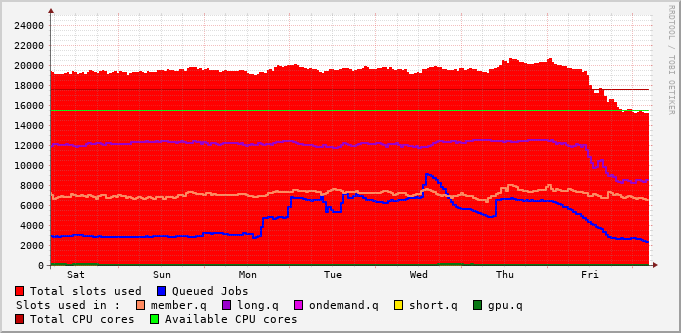 RRDTOOL / TOBI OETIKER
24000
22000
20000
18000
16000
14000
12000
10000
8000
6000
4000
2000
0
Sat Sun Mon Tue Wed Thu Fri
Total slots used Queued Jobs
Slots used in : member.q long.q ondemand.q short.q gpu.q
Total CPU cores Available CPU cores